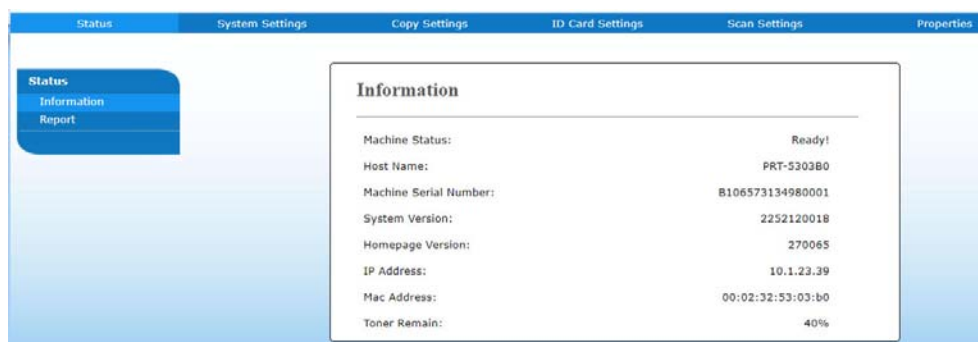 Status System Settings Copy Settings ID Card Settings Scan Settings Properties
Status
Information
Report
Information
Machine Status: Ready!
Host Name: PRT-5303B0
Machine Serial Number: B106573134980001
System Version: 2252120018
Homepage Version: 270065
IP Address: 10.1.23.39
Mac Address: 00:02:32:53:03:b0
Toner Remain: 40%